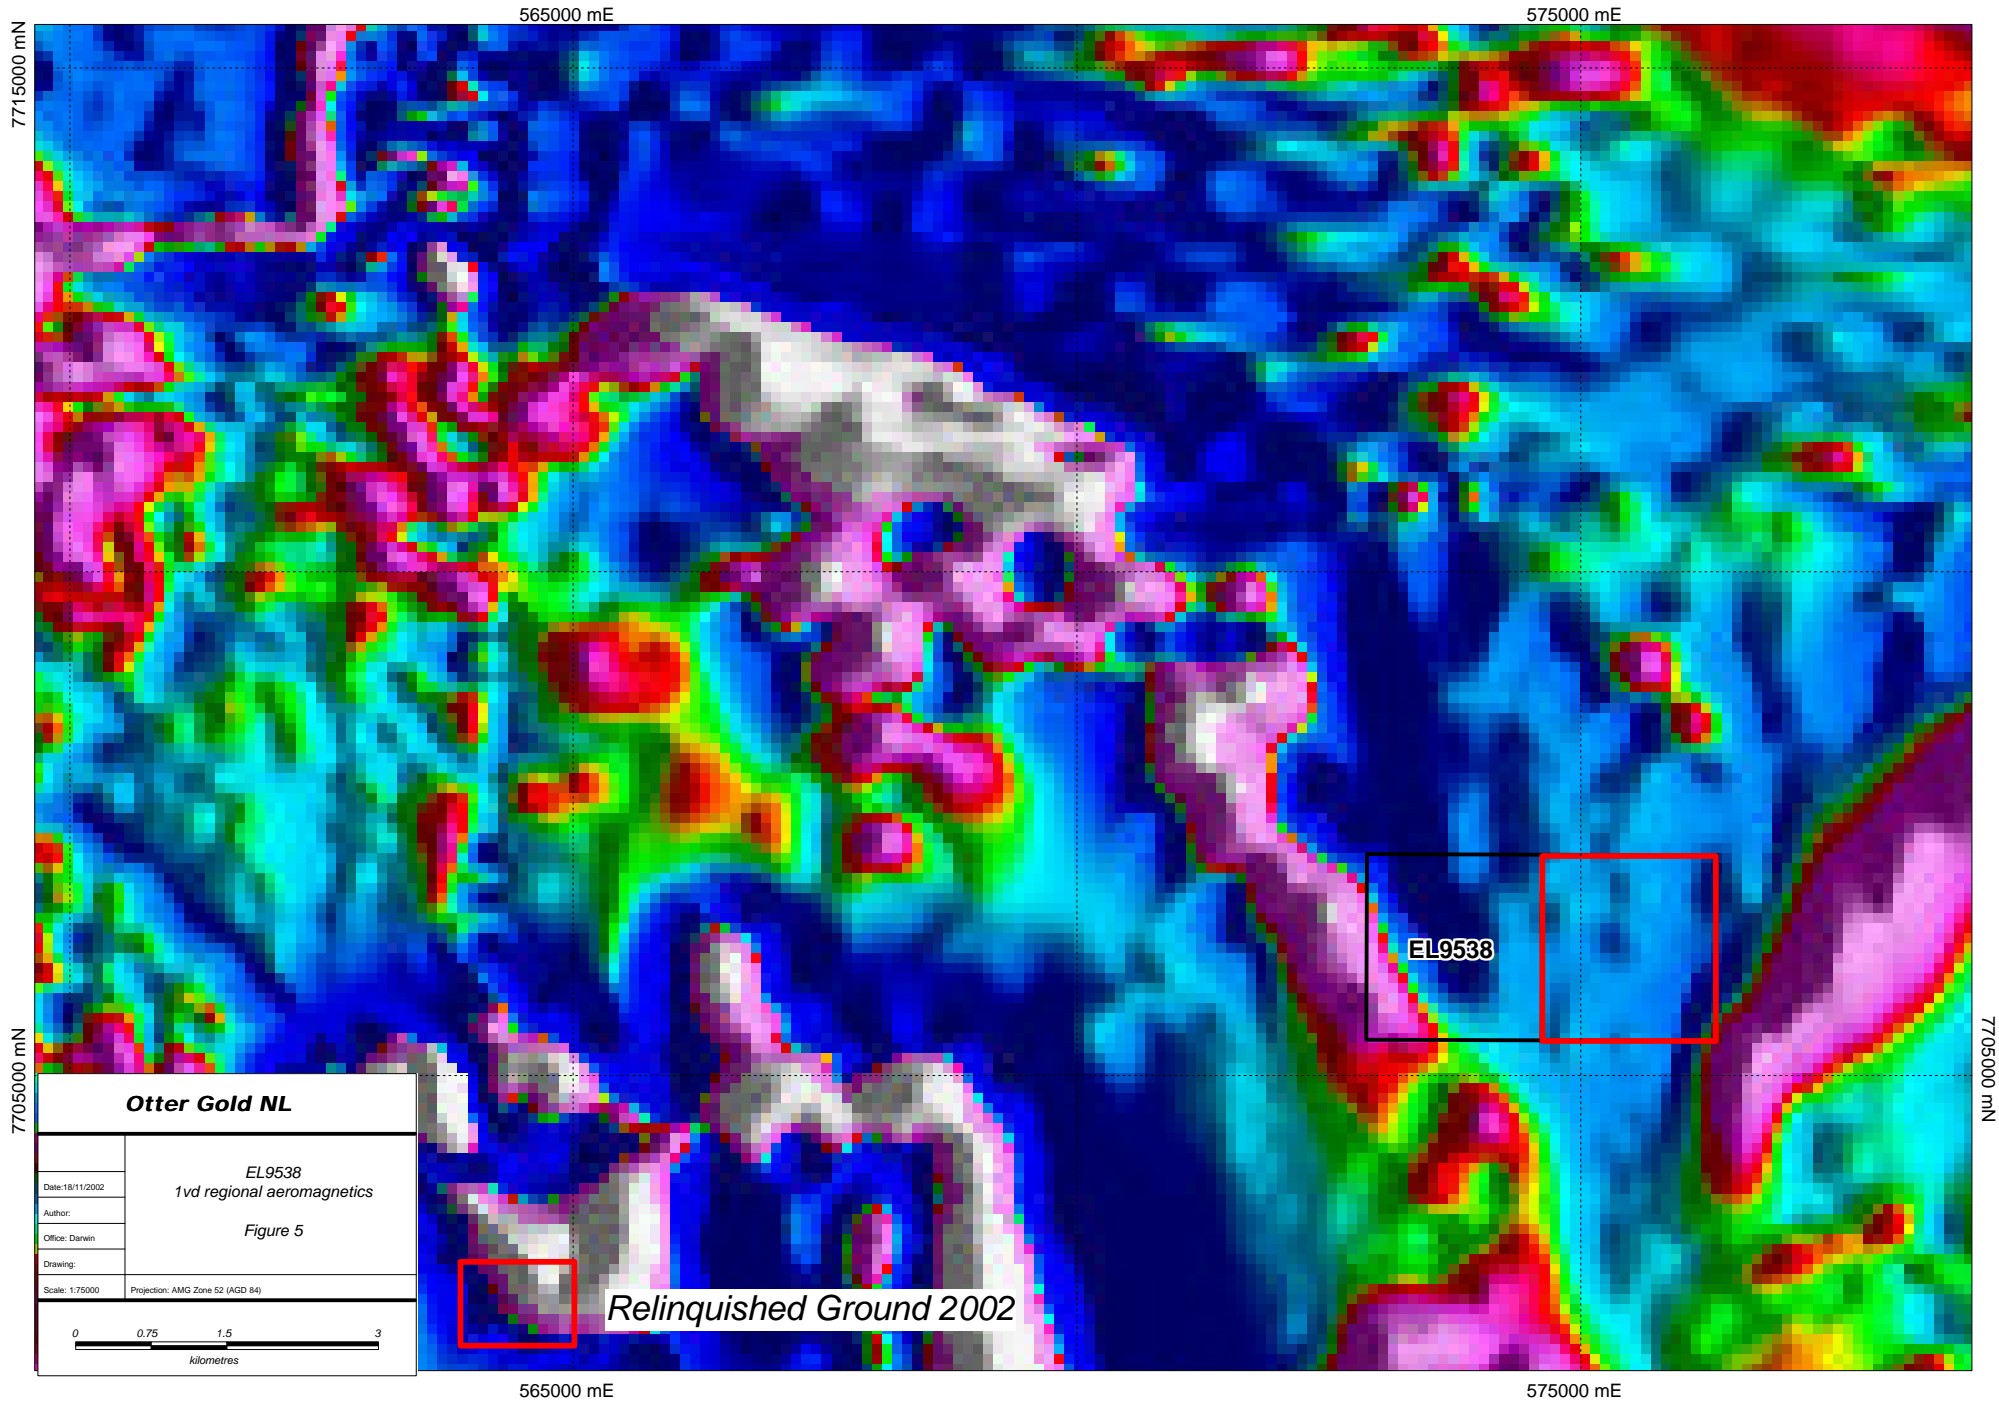 565000 mE
575000 mE
7715000 mN
EL9538
7705000 mN
7705000 mN
Otter Gold NL
EL9538
1vd regional aeromagnetics
Figure 5
Date:18/11/2002
Author:
Office: Darwin
Drawing:
Scale: 1:75000
Projection: AMG Zone 52 (AGD 84)
0 0.75 1.5 3
kilometres
Relinquished Ground 2002
565000 mE
575000 mE